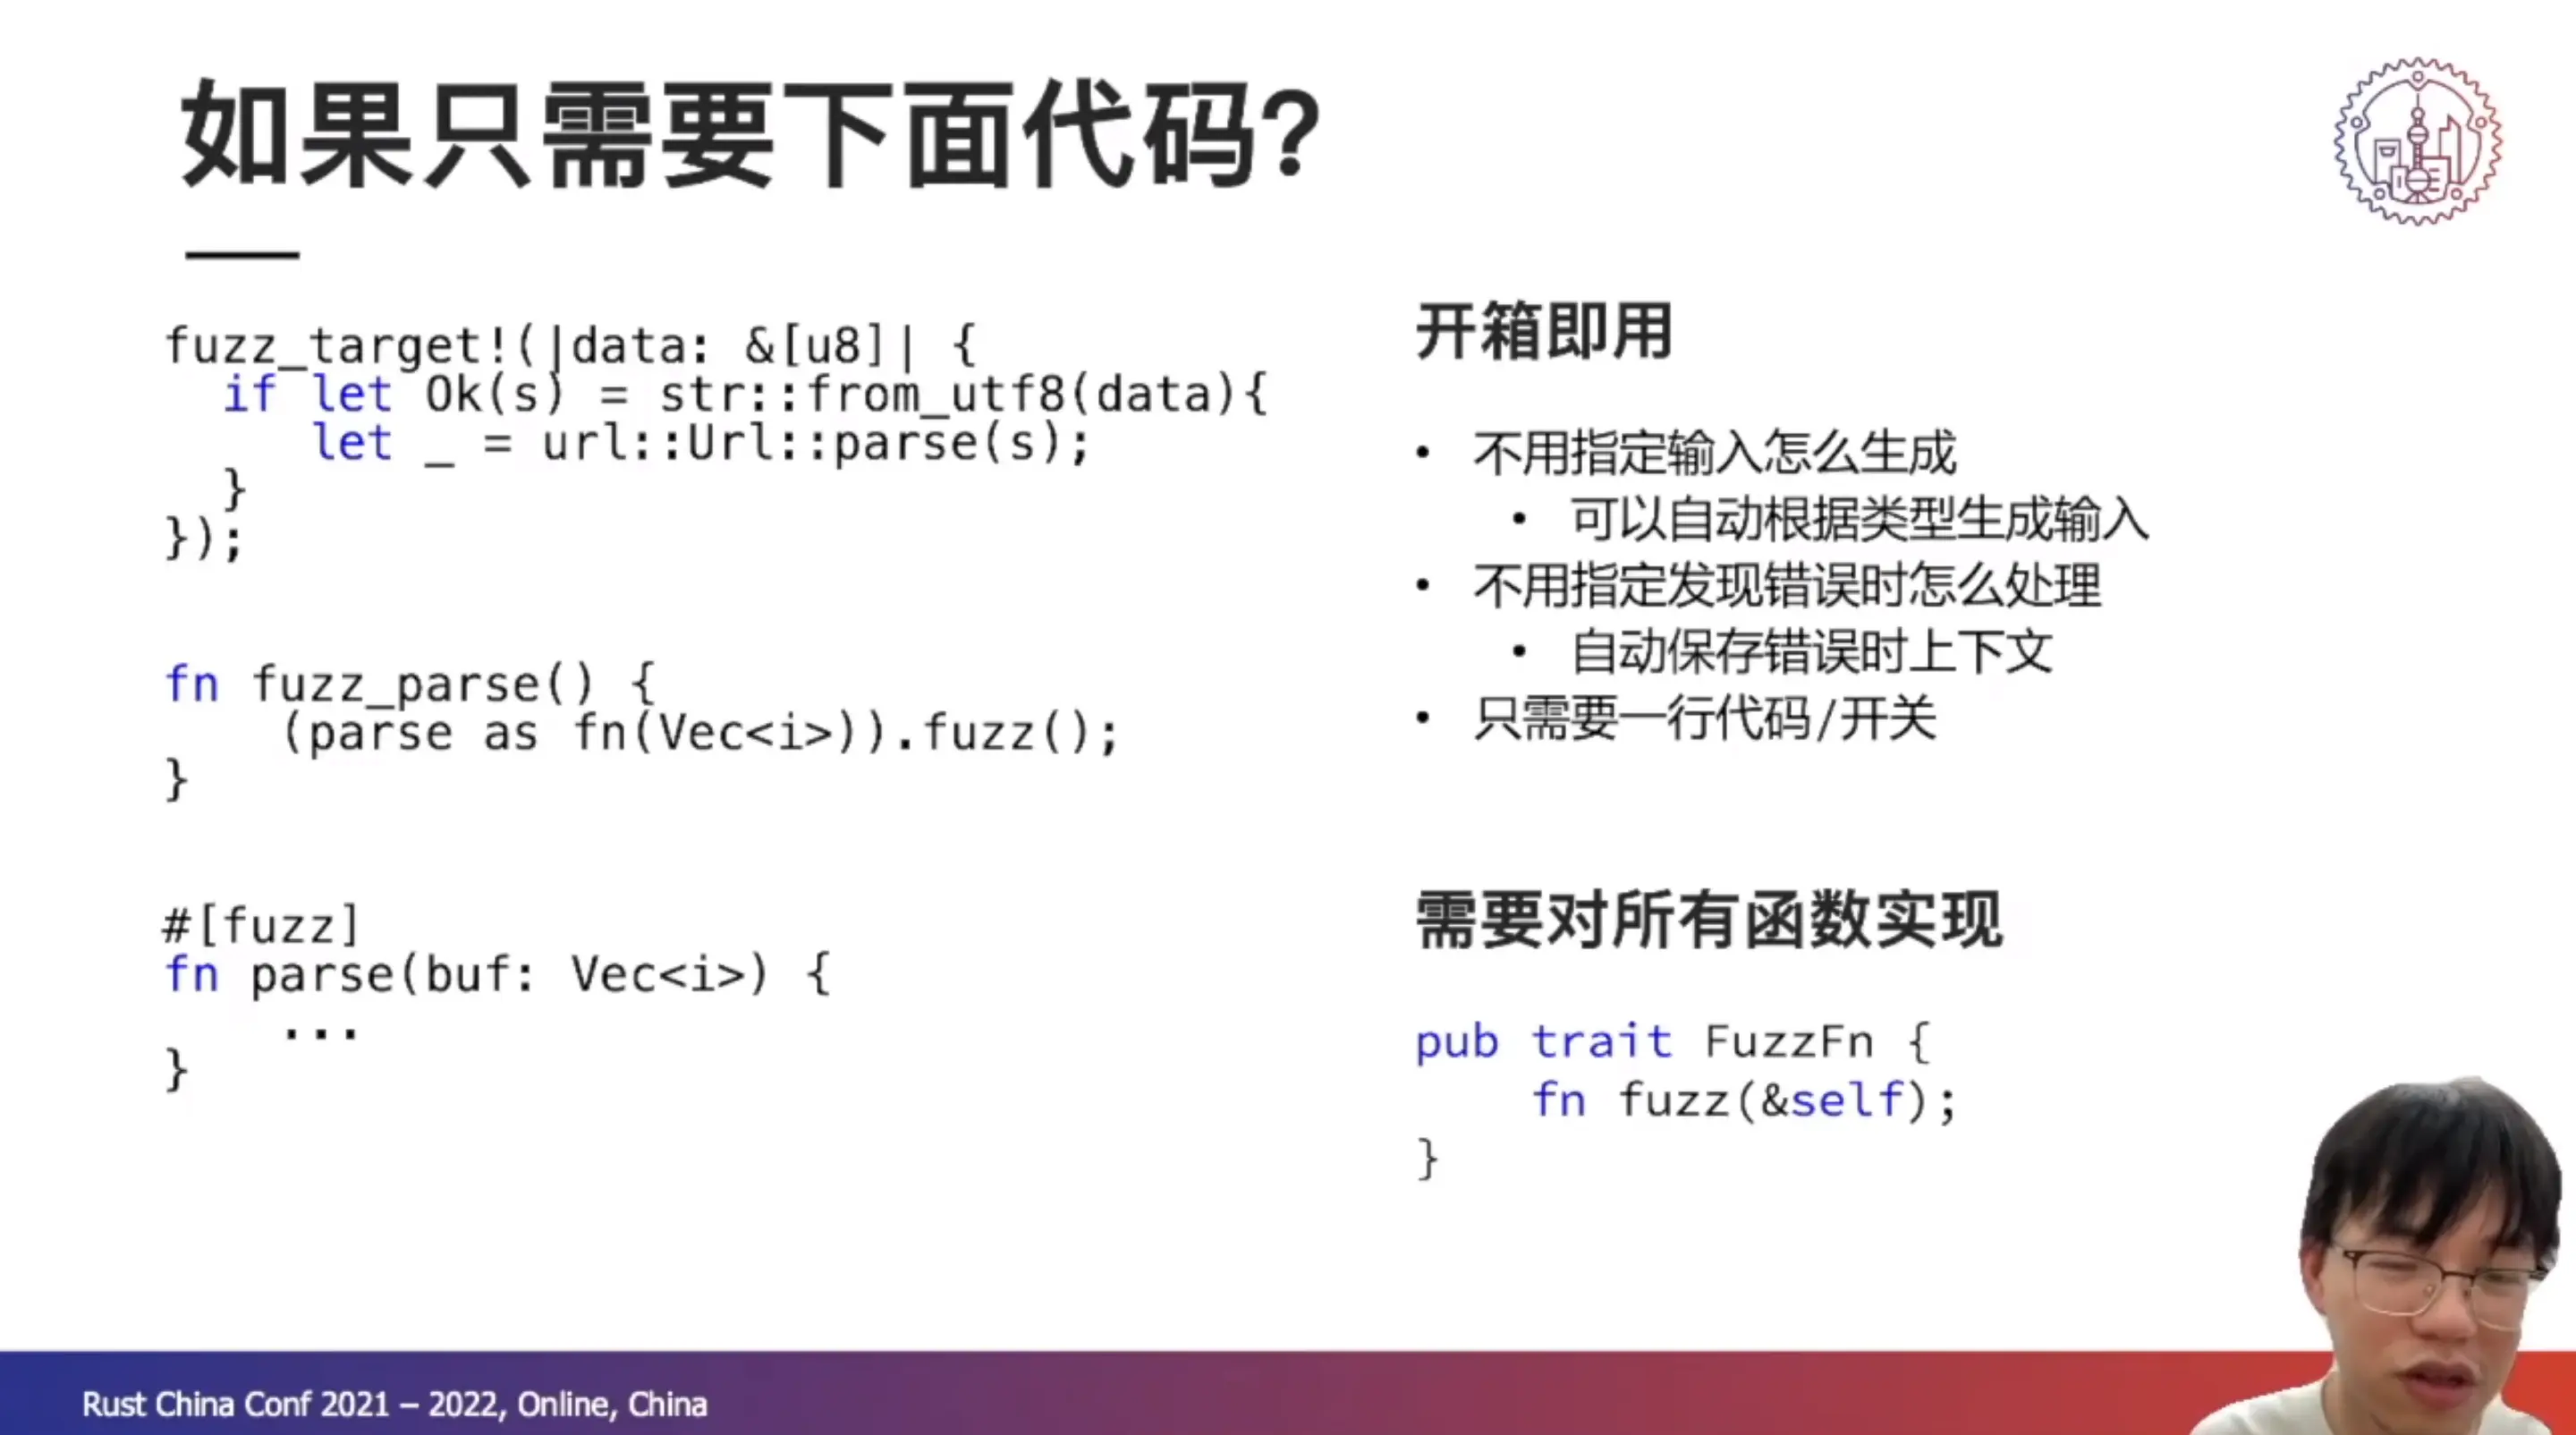 如果只需要下面代码?
fuzz_target!(|data: &[u8]| {
  if let Ok(s) = str::from_utf8(data){
     let _ = url::Url::parse(s);
  }
});
fn fuzz_parse() {
    (parse as fn(Vec<i>)).fuzz();
}
#[fuzz]
fn parse(buf: Vec<i>) {
    ...
}
开箱即用
• 不用指定输入怎么生成
• 可以自动根据类型生成输入
• 不用指定发现错误时怎么处理
• 自动保存错误时上下文
• 只需要一行代码/开关
需要对所有函数实现
pub trait FuzzFn {
    fn fuzz(&self);
}
Rust China Conf 2021 – 2022, Online, China